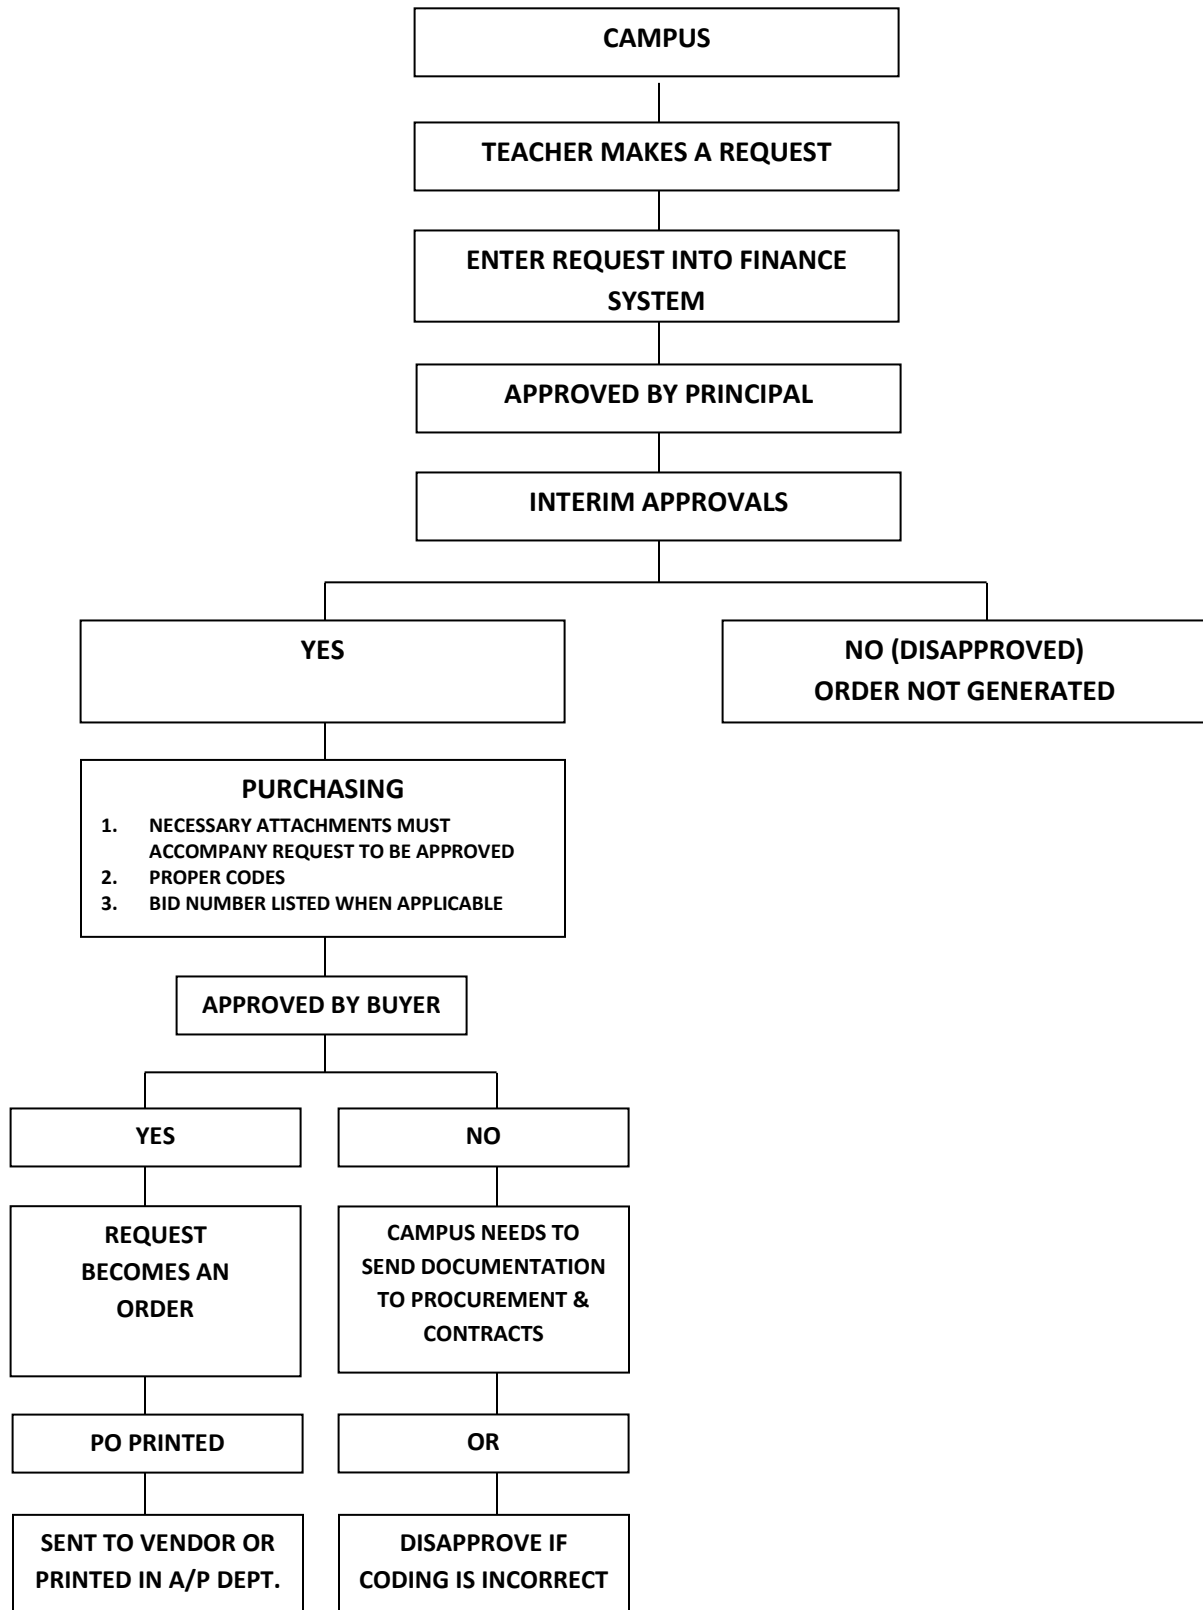 CAMPUS
TEACHER MAKES A REQUEST
ENTER REQUEST INTO FINANCE
SYSTEM
APPROVED BY PRINCIPAL
INTERIM APPROVALS
YES
NO (DISAPPROVED)
ORDER NOT GENERATED
PURCHASING
1. NECESSARY ATTACHMENTS MUST
ACCOMPANY REQUEST TO BE APPROVED
2. PROPER CODES
3. BID NUMBER LISTED WHEN APPLICABLE
APPROVED BY BUYER
YES
NO
REQUEST
BECOMES AN
ORDER
CAMPUS NEEDS TO
SEND DOCUMENTATION
TO PROCUREMENT &
CONTRACTS
PO PRINTED
OR
SENT TO VENDOR OR
PRINTED IN A/P DEPT.
DISAPPROVE IF
CODING IS INCORRECT